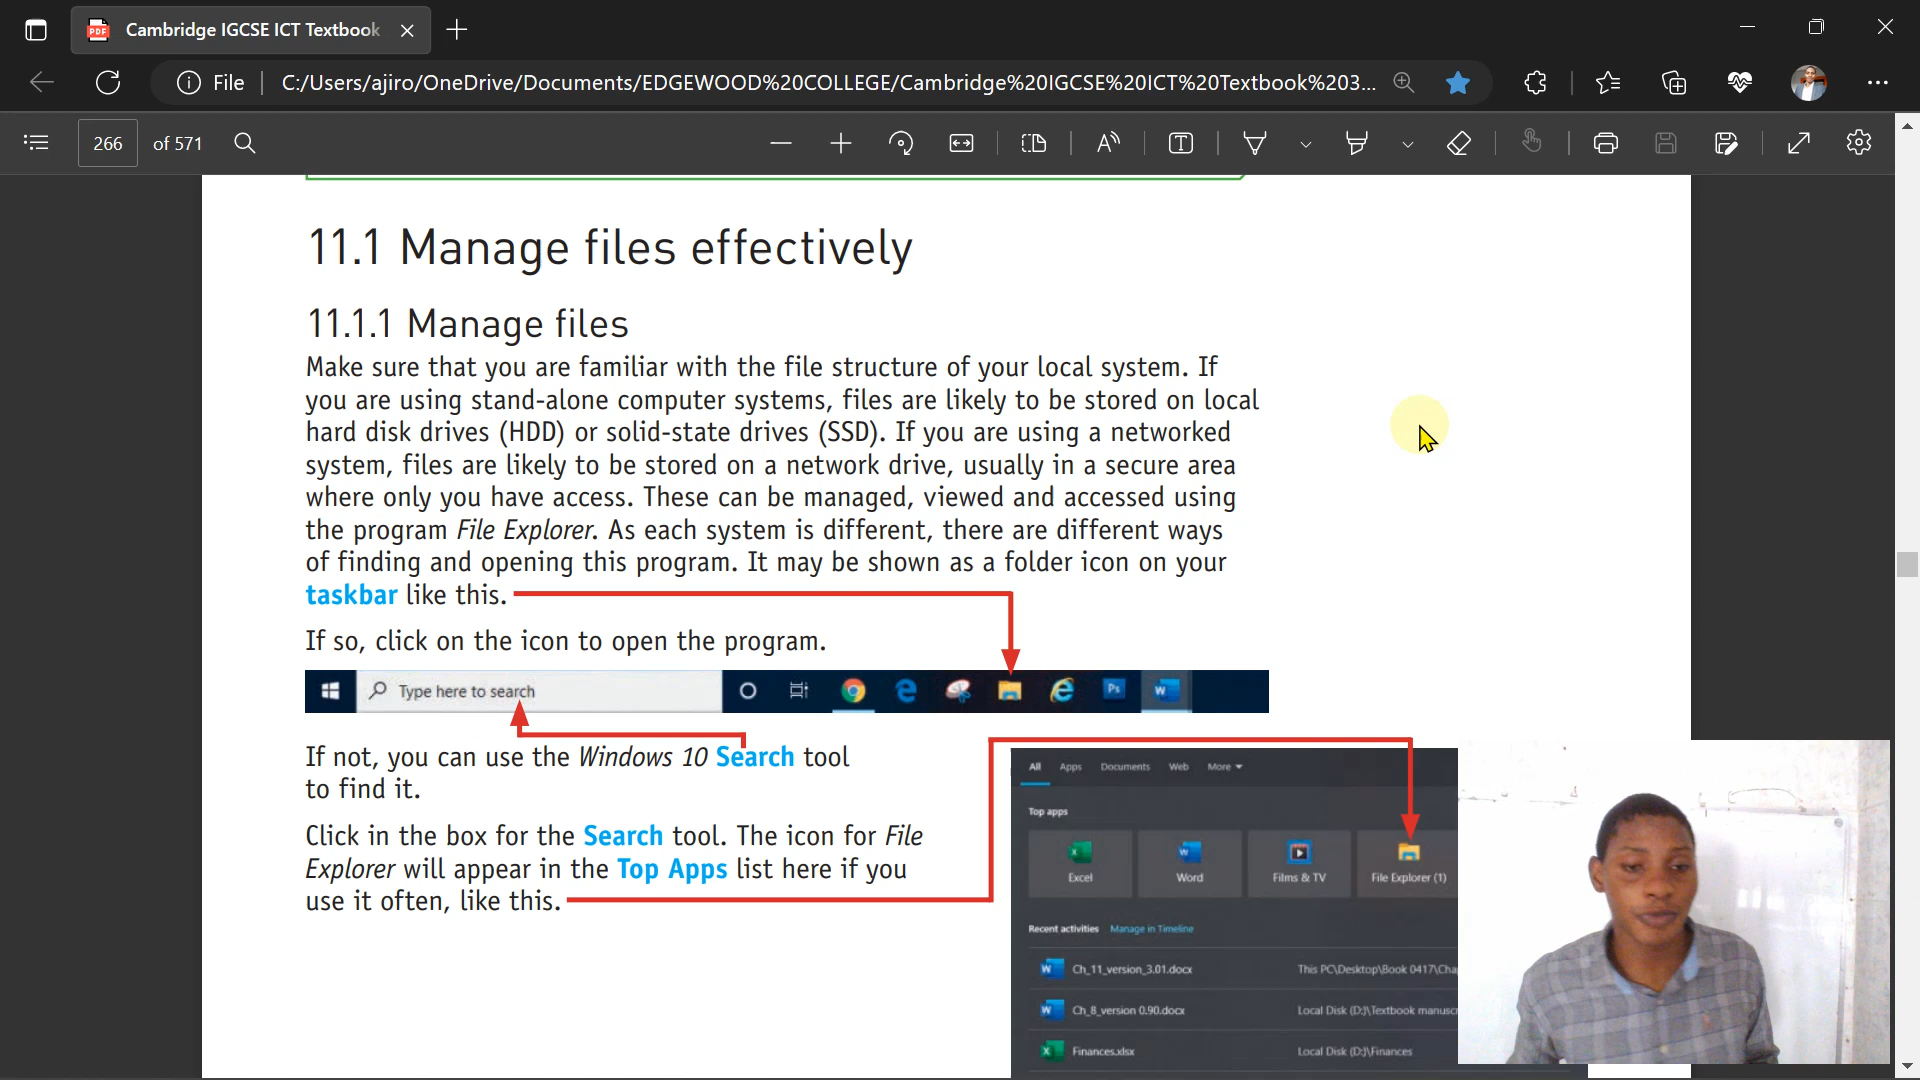 Cambridge IGCSE ICT Textbook
File
C:/Users/ajiro/OneDrive/Documents/EDGEWOOD%20COLLEGE/Cambridge%20IGCSE%20ICT%20Textbook%203...
266 of 571
11.1 Manage files effectively
11.1.1 Manage files
Make sure that you are familiar with the file structure of your local system. If
you are using stand-alone computer systems, files are likely to be stored on local
hard disk drives (HDD) or solid-state drives (SSD). If you are using a networked
system, files are likely to be stored on a network drive, usually in a secure area
where only you have access. These can be managed, viewed and accessed using
the program File Explorer. As each system is different, there are different ways
of finding and opening this program. It may be shown as a folder icon on your
taskbar like this.
If so, click on the icon to open the program.
Type here to search
If not, you can use the Windows 10 Search tool
to find it.
Click in the box for the Search tool. The icon for File
Explorer will appear in the Top Apps list here if you
use it often, like this.
All Apps Documents Web More
Top apps
Excel Word Films & TV File Explorer (1)
Recent activities Manage in Timeline
Ch_11_version_3.01.docx This PC\Desktop\Book 0417\Cha
Ch_8_version 0.90.docx Local Disk (D:)\Textbook manusc
Finances.xlsx Local Disk (D:)\Finances